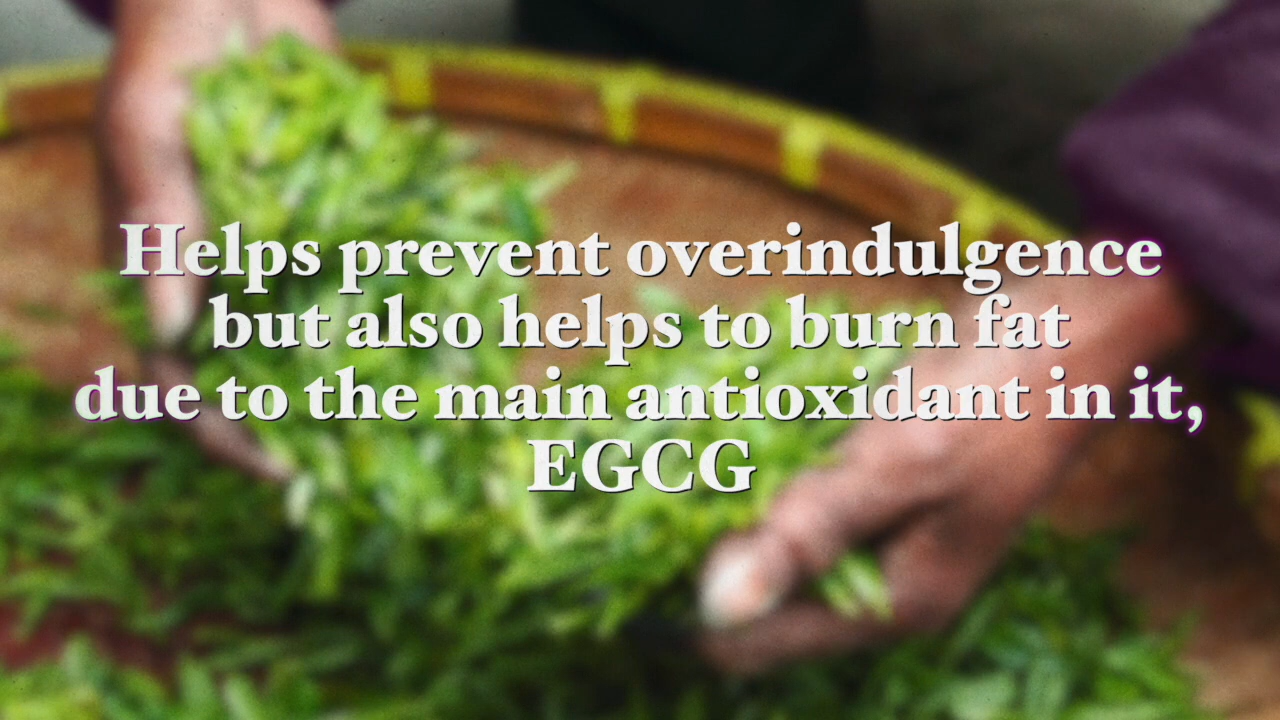 Helps prevent overindulgence
but also helps to burn fat
due to the main antioxidant in it,
EGCG